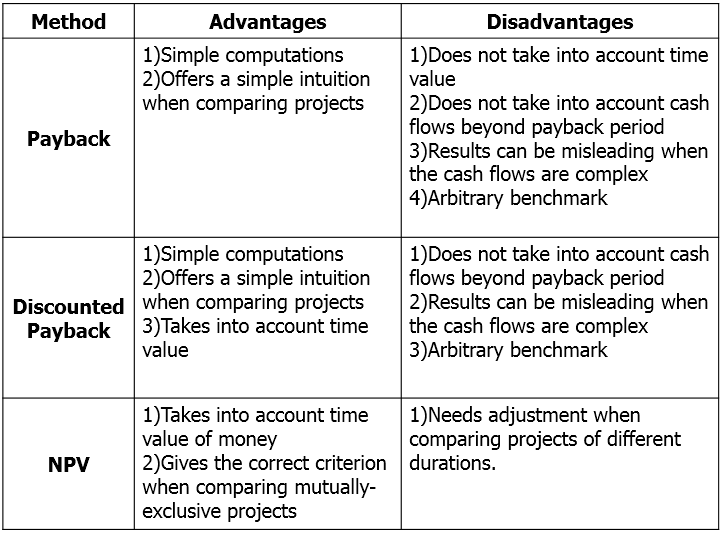 Method
Advantages
Disadvantages
Payback
1)Simple computations
2)Offers a simple intuition
when comparing projects
1)Does not take into account time
value
2)Does not take into account cash
flows beyond payback period
3)Results can be misleading when
the cash flows are complex
4)Arbitrary benchmark
Discounted
Payback
1)Simple computations
2)Offers a simple intuition
when comparing projects
3)Takes into account time
value
1)Does not take into account cash
flows beyond payback period
2)Results can be misleading when
the cash flows are complex
3)Arbitrary benchmark
NPV
1)Takes into account time
value of money
2)Gives the correct criterion
when comparing mutually-
exclusive projects
1)Needs adjustment when
comparing projects of different
durations.